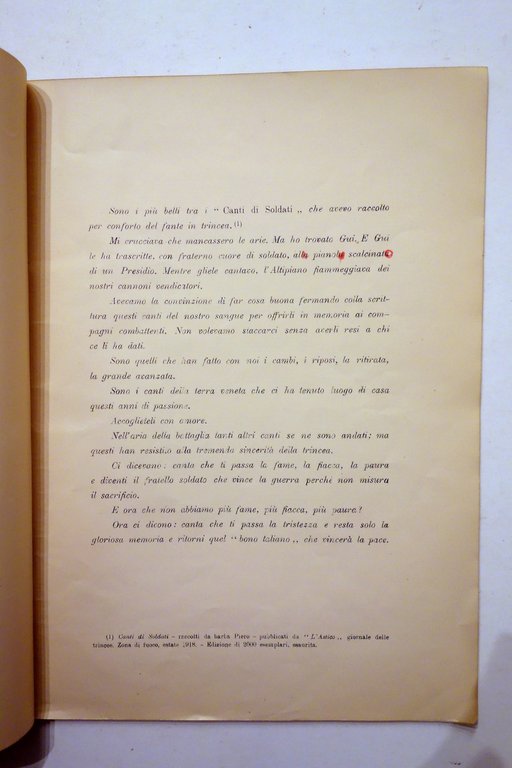 Sono i più belli tra i “ Canti di Soldati „ che avevo raccolto
per conforto del fante in trincea. (1)
Mi crucciava che mancassero le arie. Ma ho trovato Gui. E Gui
le ha trascritte, con fraterno cuore di soldato, alla pianola scalcinata
di un Presidio. Mentre gliele cantavo, l'Altipiano fiammeggiava dei
nostri cannoni vendicatori.
Avevamo la convinzione di far cosa buona fermando colla scrit-
tura questi canti del nostro sangue per offrirli in memoria ai com-
pagni combattenti. Non volevamo staccarci senza averli resi a chi
ce li ha dati.
Sono quelli che han fatto con noi i cambi, i riposi, la ritirata,
la grande avanzata.
Sono i canti della terra veneta che ci ha tenuto luogo di casa
questi anni di passione.
Accoglieteli con amore.
Nell'aria della battaglia tanti altri canti se ne sono andati; ma
questi han resistito alla tremenda sincerità della trincea.
Ci dicevano: canta che ti passa la fame, la fiacca, la paura
e diventi il fratello soldato che vince la guerra perchè non misura
il sacrificio.
E ora che non abbiamo più fame, più fiacca, più paura?
Ora ci dicono: canta che ti passa la tristezza e resta solo la
gloriosa memoria e ritorni quel “ bono taliano „ che vincerà la pace.
(1) Canti di Soldati - raccolti da barba Piero - pubblicati da “ L'Astico „ giornale delle
trincee. Zona di fuoco, estate 1918. - Edizione di 2000 esemplari, esaurita.